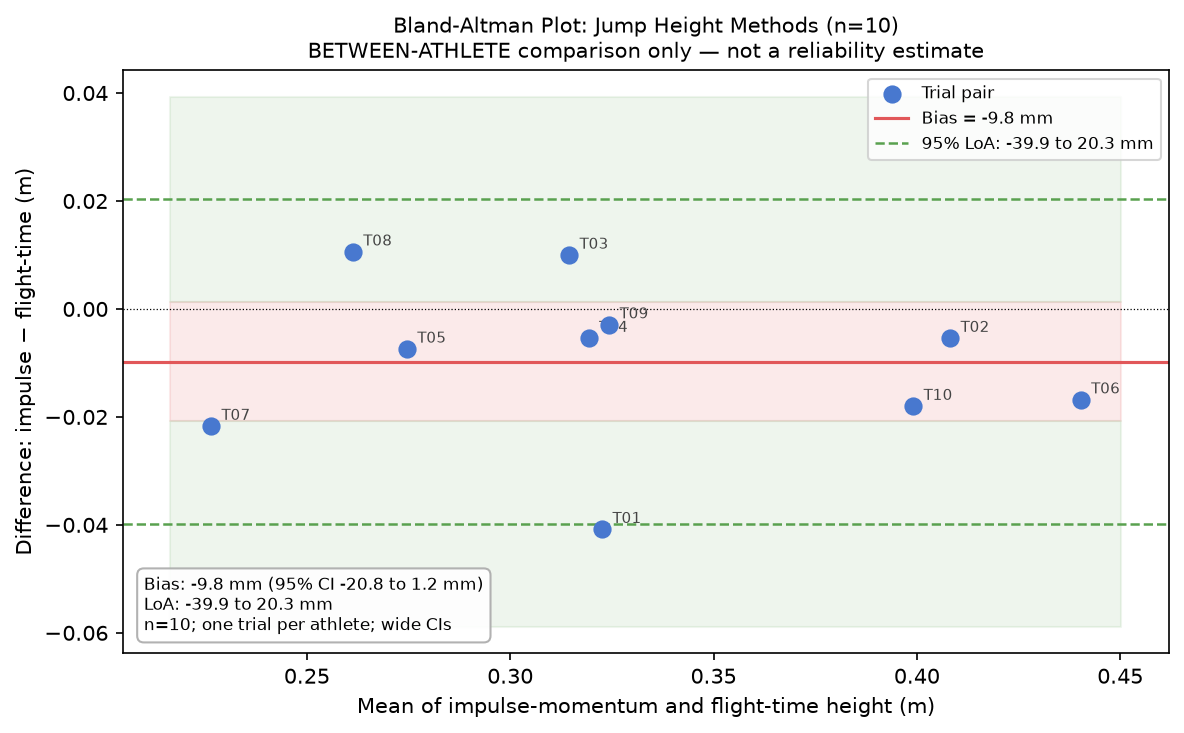 Bland-Altman Plot: Jump Height Methods (n=10)
BETWEEN-ATHLETE comparison only — not a reliability estimate
Trial pair
Bias = -9.8 mm
95% LoA: -39.9 to 20.3 mm
Difference: impulse − flight-time (m)
0.04
0.02
0.00
−0.02
−0.04
−0.06
T08
T03
T09
T05
T02
T06
T10
T07
T01
Bias: -9.8 mm (95% CI -20.8 to 1.2 mm)
LoA: -39.9 to 20.3 mm
n=10; one trial per athlete; wide CIs
0.25
0.30
0.35
0.40
0.45
Mean of impulse-momentum and flight-time height (m)